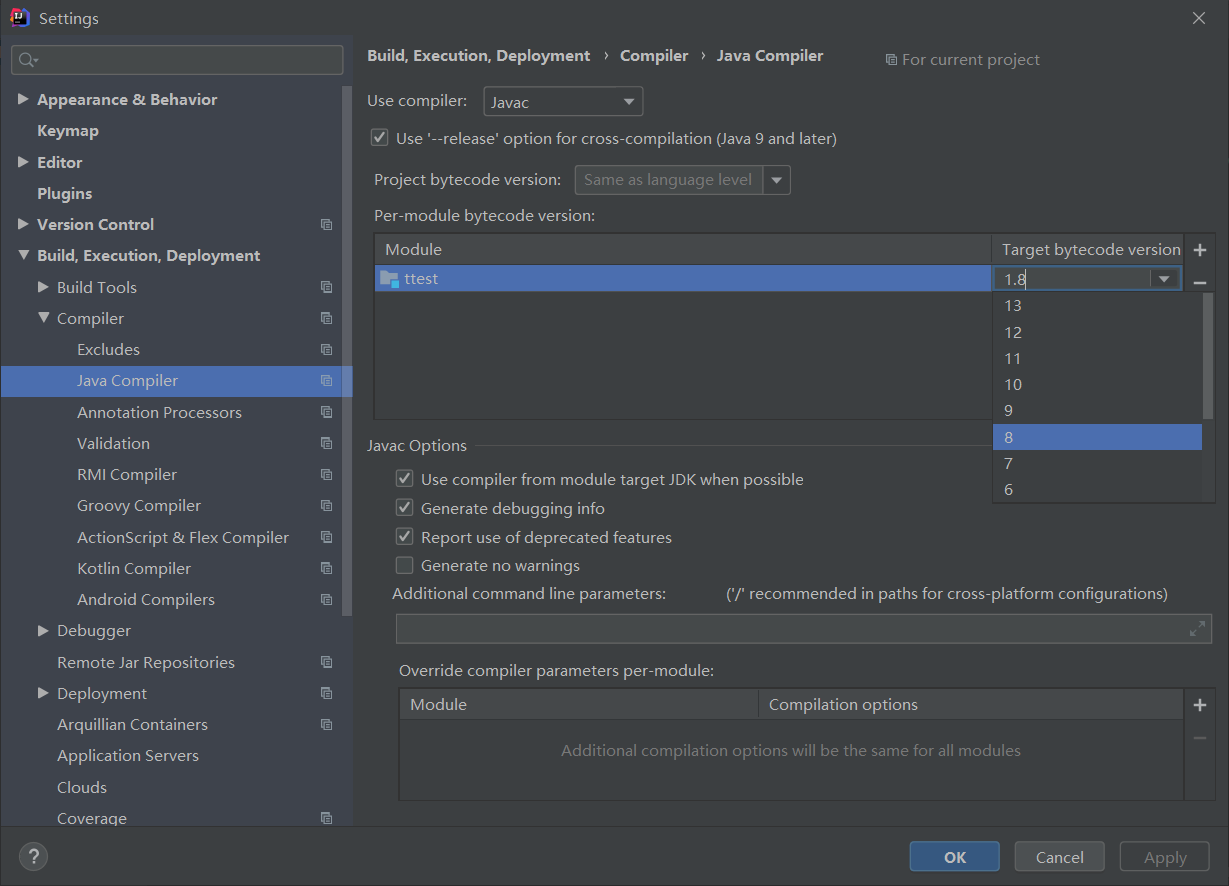 Settings
Build, Execution, Deployment › Compiler › Java Compiler
For current project
Appearance & Behavior
Keymap
Editor
Plugins
Version Control
Build, Execution, Deployment
Build Tools
Compiler
Excludes
Java Compiler
Annotation Processors
Validation
RMI Compiler
Groovy Compiler
ActionScript & Flex Compiler
Kotlin Compiler
Android Compilers
Debugger
Remote Jar Repositories
Deployment
Arquillian Containers
Application Servers
Clouds
Coverage
Use compiler: Javac
Use '--release' option for cross-compilation (Java 9 and later)
Project bytecode version: Same as language level
Per-module bytecode version:
Module Target bytecode version
ttest 1.8
13
12
11
10
9
8
7
6
Javac Options
Use compiler from module target JDK when possible
Generate debugging info
Report use of deprecated features
Generate no warnings
Additional command line parameters: ('/' recommended in paths for cross-platform configurations)
Override compiler parameters per-module:
Module Compilation options
Additional compilation options will be the same for all modules
? OK Cancel Apply